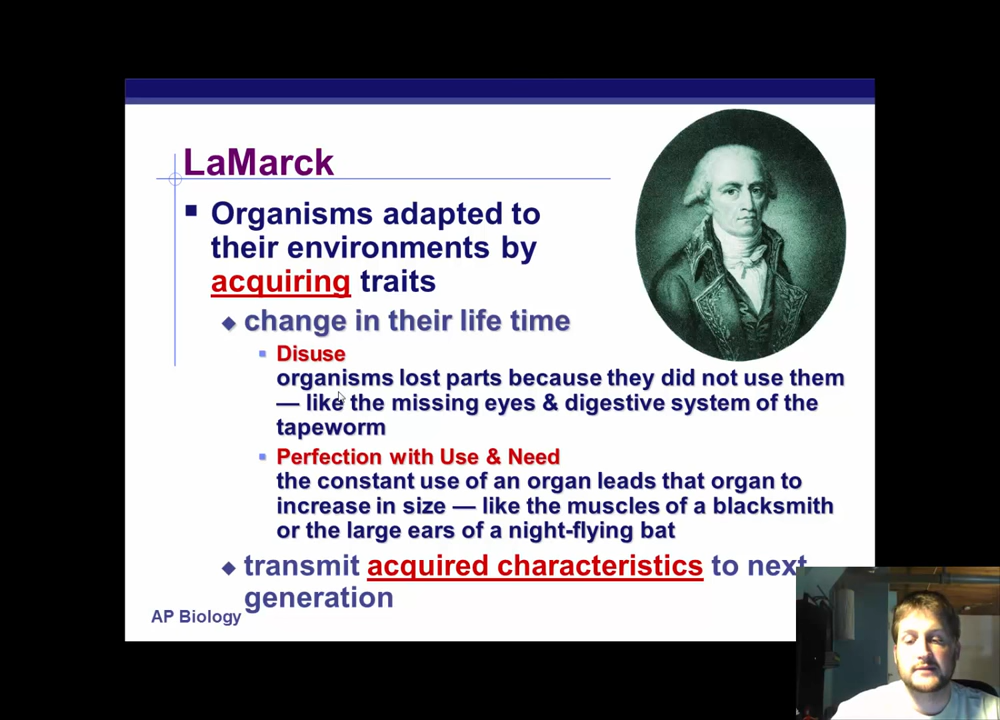 LaMarck
Organisms adapted to
their environments by
acquiring traits
change in their life time
Disuse
organisms lost parts because they did not use them
— like the missing eyes & digestive system of the
tapeworm
Perfection with Use & Need
the constant use of an organ leads that organ to
increase in size — like the muscles of a blacksmith
or the large ears of a night-flying bat
transmit acquired characteristics to next
generation
AP Biology